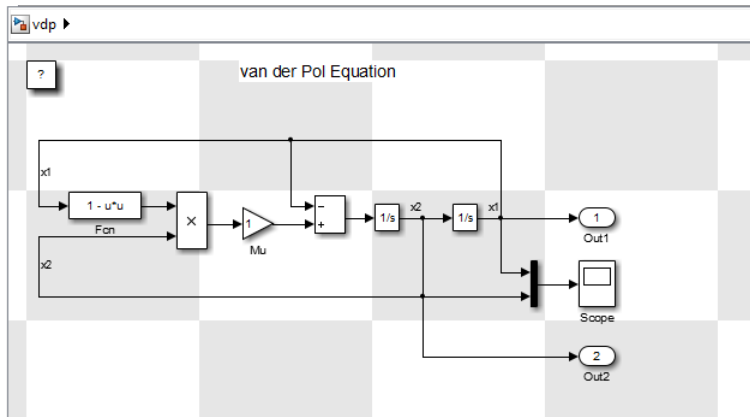 vdp
?
van der Pol Equation
x1
1 - u*u
Fcn
×
1
Mu
−
+
1/s
x2
1/s
x1
1
Out1
x2
Scope
2
Out2